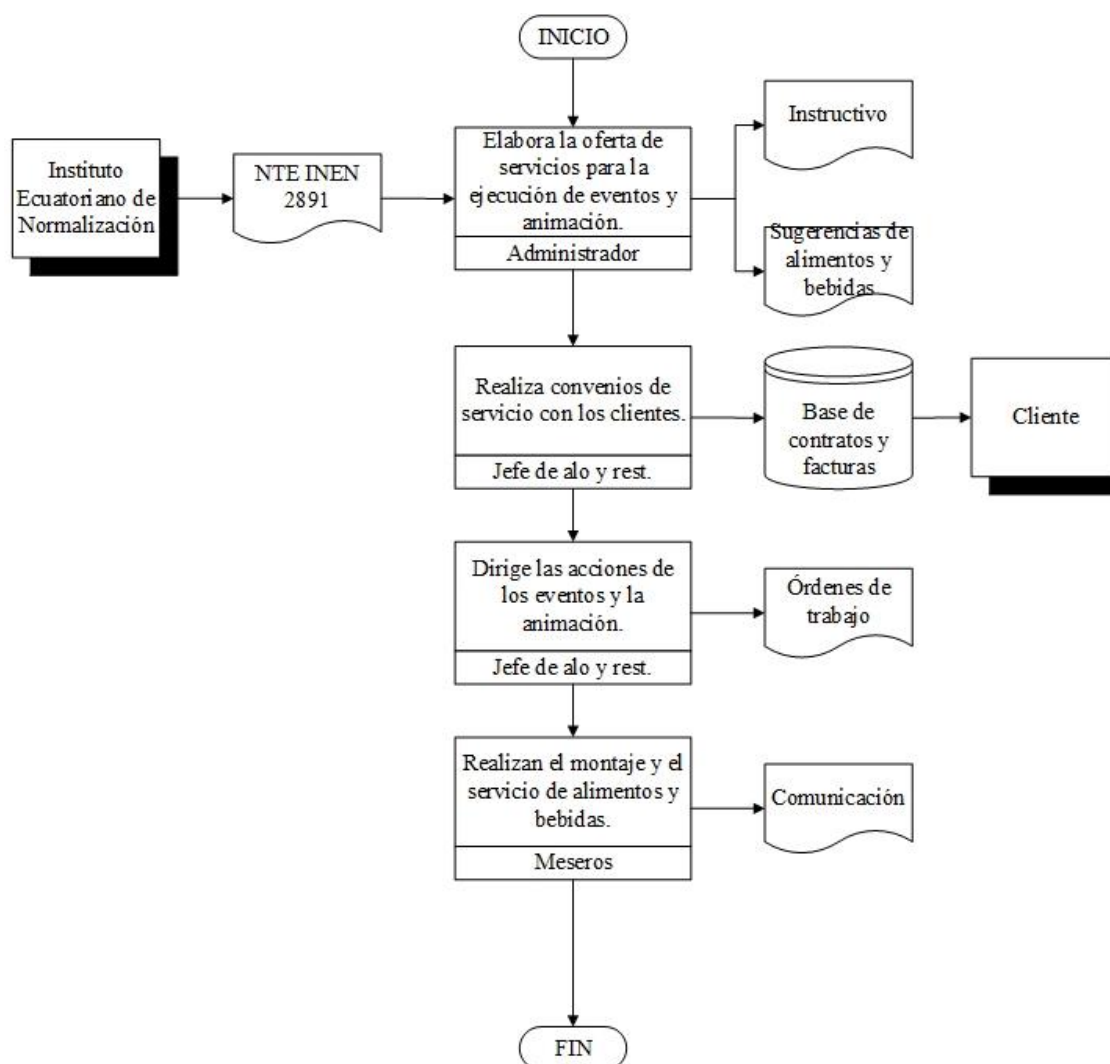 INICIO
Instituto
Ecuatoriano de
Normalización
NTE INEN
2891
Elabora la oferta de
servicios para la
ejecución de eventos y
animación.
Administrador
Instructivo
Sugerencias de
alimentos y
bebidas
Realiza convenios de
servicio con los clientes.
Jefe de alo y rest.
Base de
contratos y
facturas
Cliente
Dirige las acciones de
los eventos y la
animación.
Jefe de alo y rest.
Órdenes de
trabajo
Realizan el montaje y el
servicio de alimentos y
bebidas.
Meseros
Comunicación
FIN